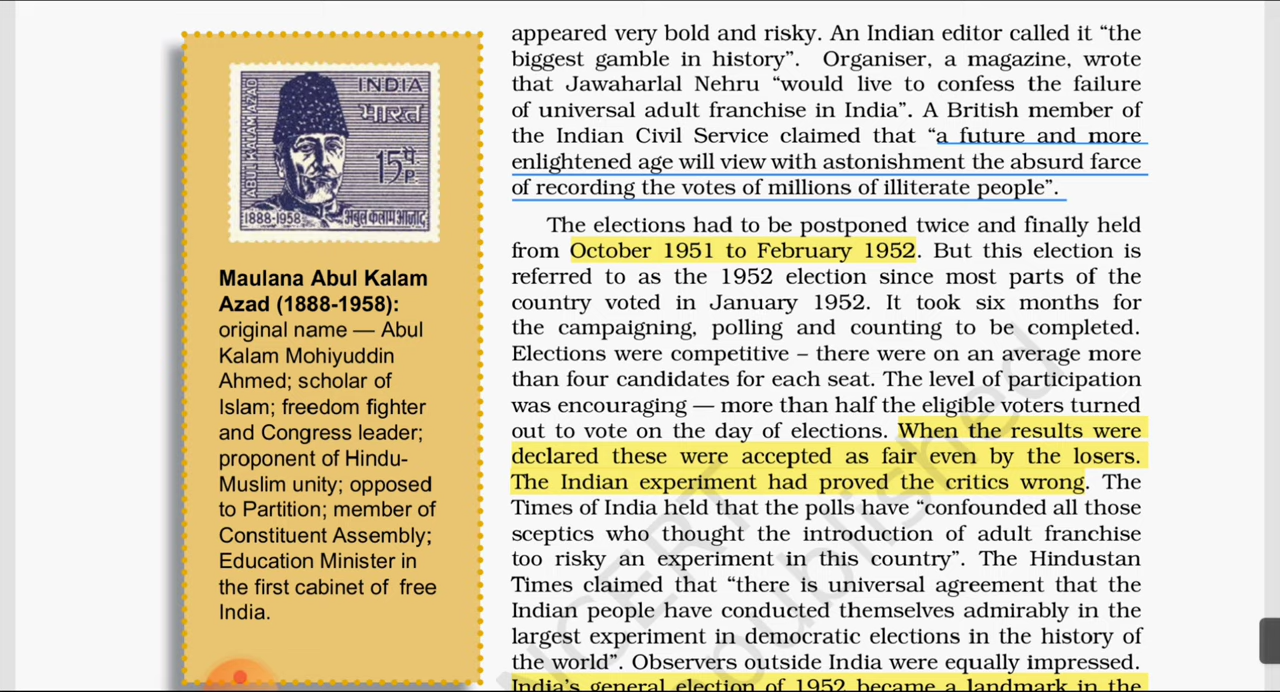 ABUL KALAM AZAD
INDIA
भारत
15पै.
P.
1888-1958
अबुल कलाम आज़ाद
Maulana Abul Kalam
Azad (1888-1958):
original name — Abul
Kalam Mohiyuddin
Ahmed; scholar of
Islam; freedom fighter
and Congress leader;
proponent of Hindu-
Muslim unity; opposed
to Partition; member of
Constituent Assembly;
Education Minister in
the first cabinet of free
India.
appeared very bold and risky. An Indian editor called it “the
biggest gamble in history”. Organiser, a magazine, wrote
that Jawaharlal Nehru “would live to confess the failure
of universal adult franchise in India”. A British member of
the Indian Civil Service claimed that “a future and more
enlightened age will view with astonishment the absurd farce
of recording the votes of millions of illiterate people”.
The elections had to be postponed twice and finally held
from October 1951 to February 1952. But this election is
referred to as the 1952 election since most parts of the
country voted in January 1952. It took six months for
the campaigning, polling and counting to be completed.
Elections were competitive – there were on an average more
than four candidates for each seat. The level of participation
was encouraging — more than half the eligible voters turned
out to vote on the day of elections. When the results were
declared these were accepted as fair even by the losers.
The Indian experiment had proved the critics wrong. The
Times of India held that the polls have “confounded all those
sceptics who thought the introduction of adult franchise
too risky an experiment in this country”. The Hindustan
Times claimed that “there is universal agreement that the
Indian people have conducted themselves admirably in the
largest experiment in democratic elections in the history of
the world”. Observers outside India were equally impressed.
India’s general election of 1952 became a landmark in the
NCERT
published